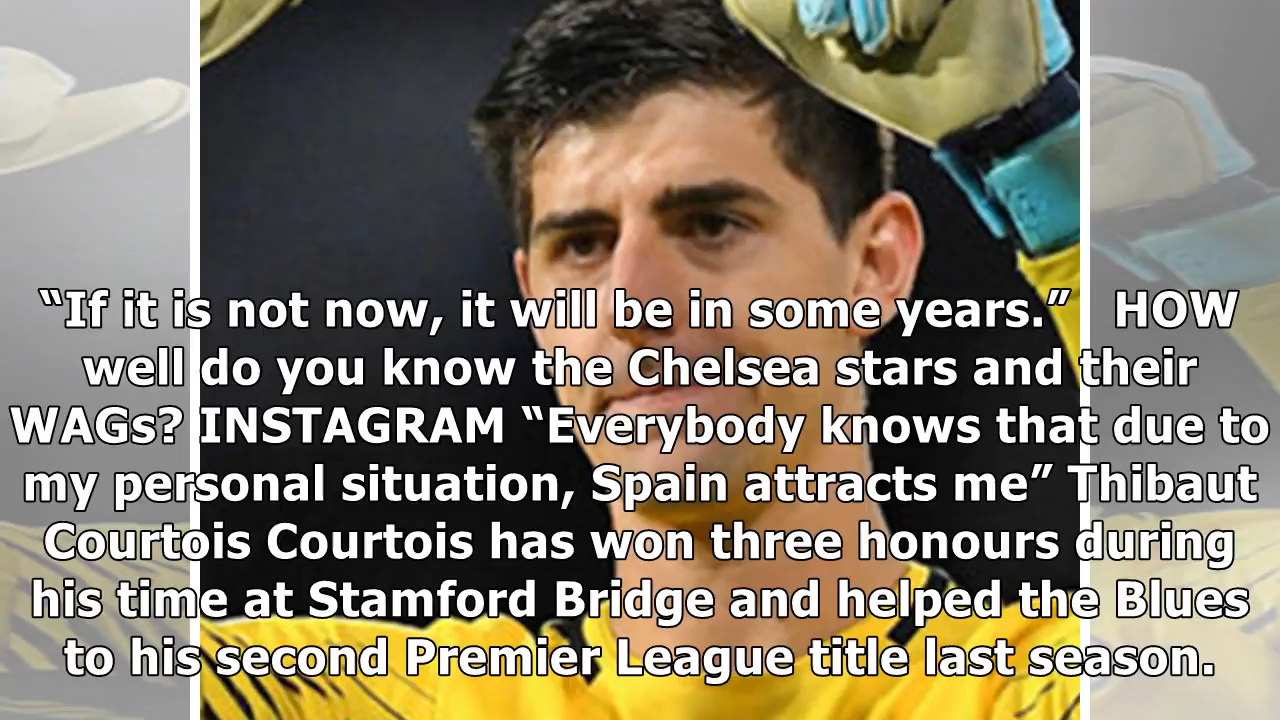 “If it is not now, it will be in some years.”   HOW
well do you know the Chelsea stars and their
WAGs? INSTAGRAM “Everybody knows that due to
my personal situation, Spain attracts me” Thibaut
Courtois Courtois has won three honours during
his time at Stamford Bridge and helped the Blues
to his second Premier League title last season.